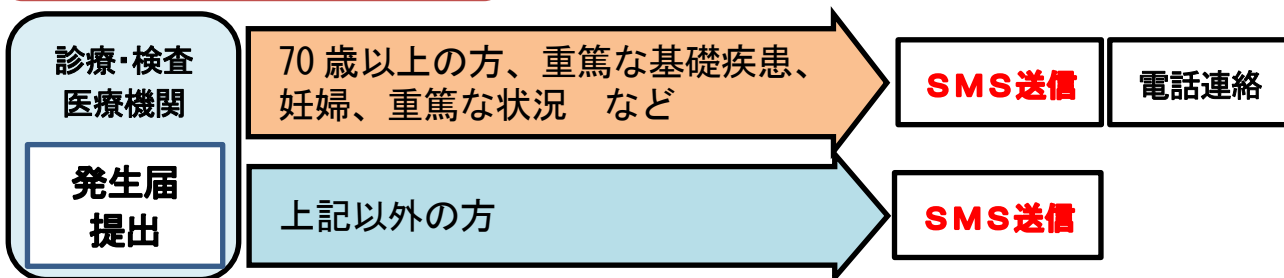 診療・検査
医療機関
発生届
提出
70歳以上の方、重篤な基礎疾患、
妊婦、重篤な状況　など
SMS送信
電話連絡
上記以外の方
SMS送信